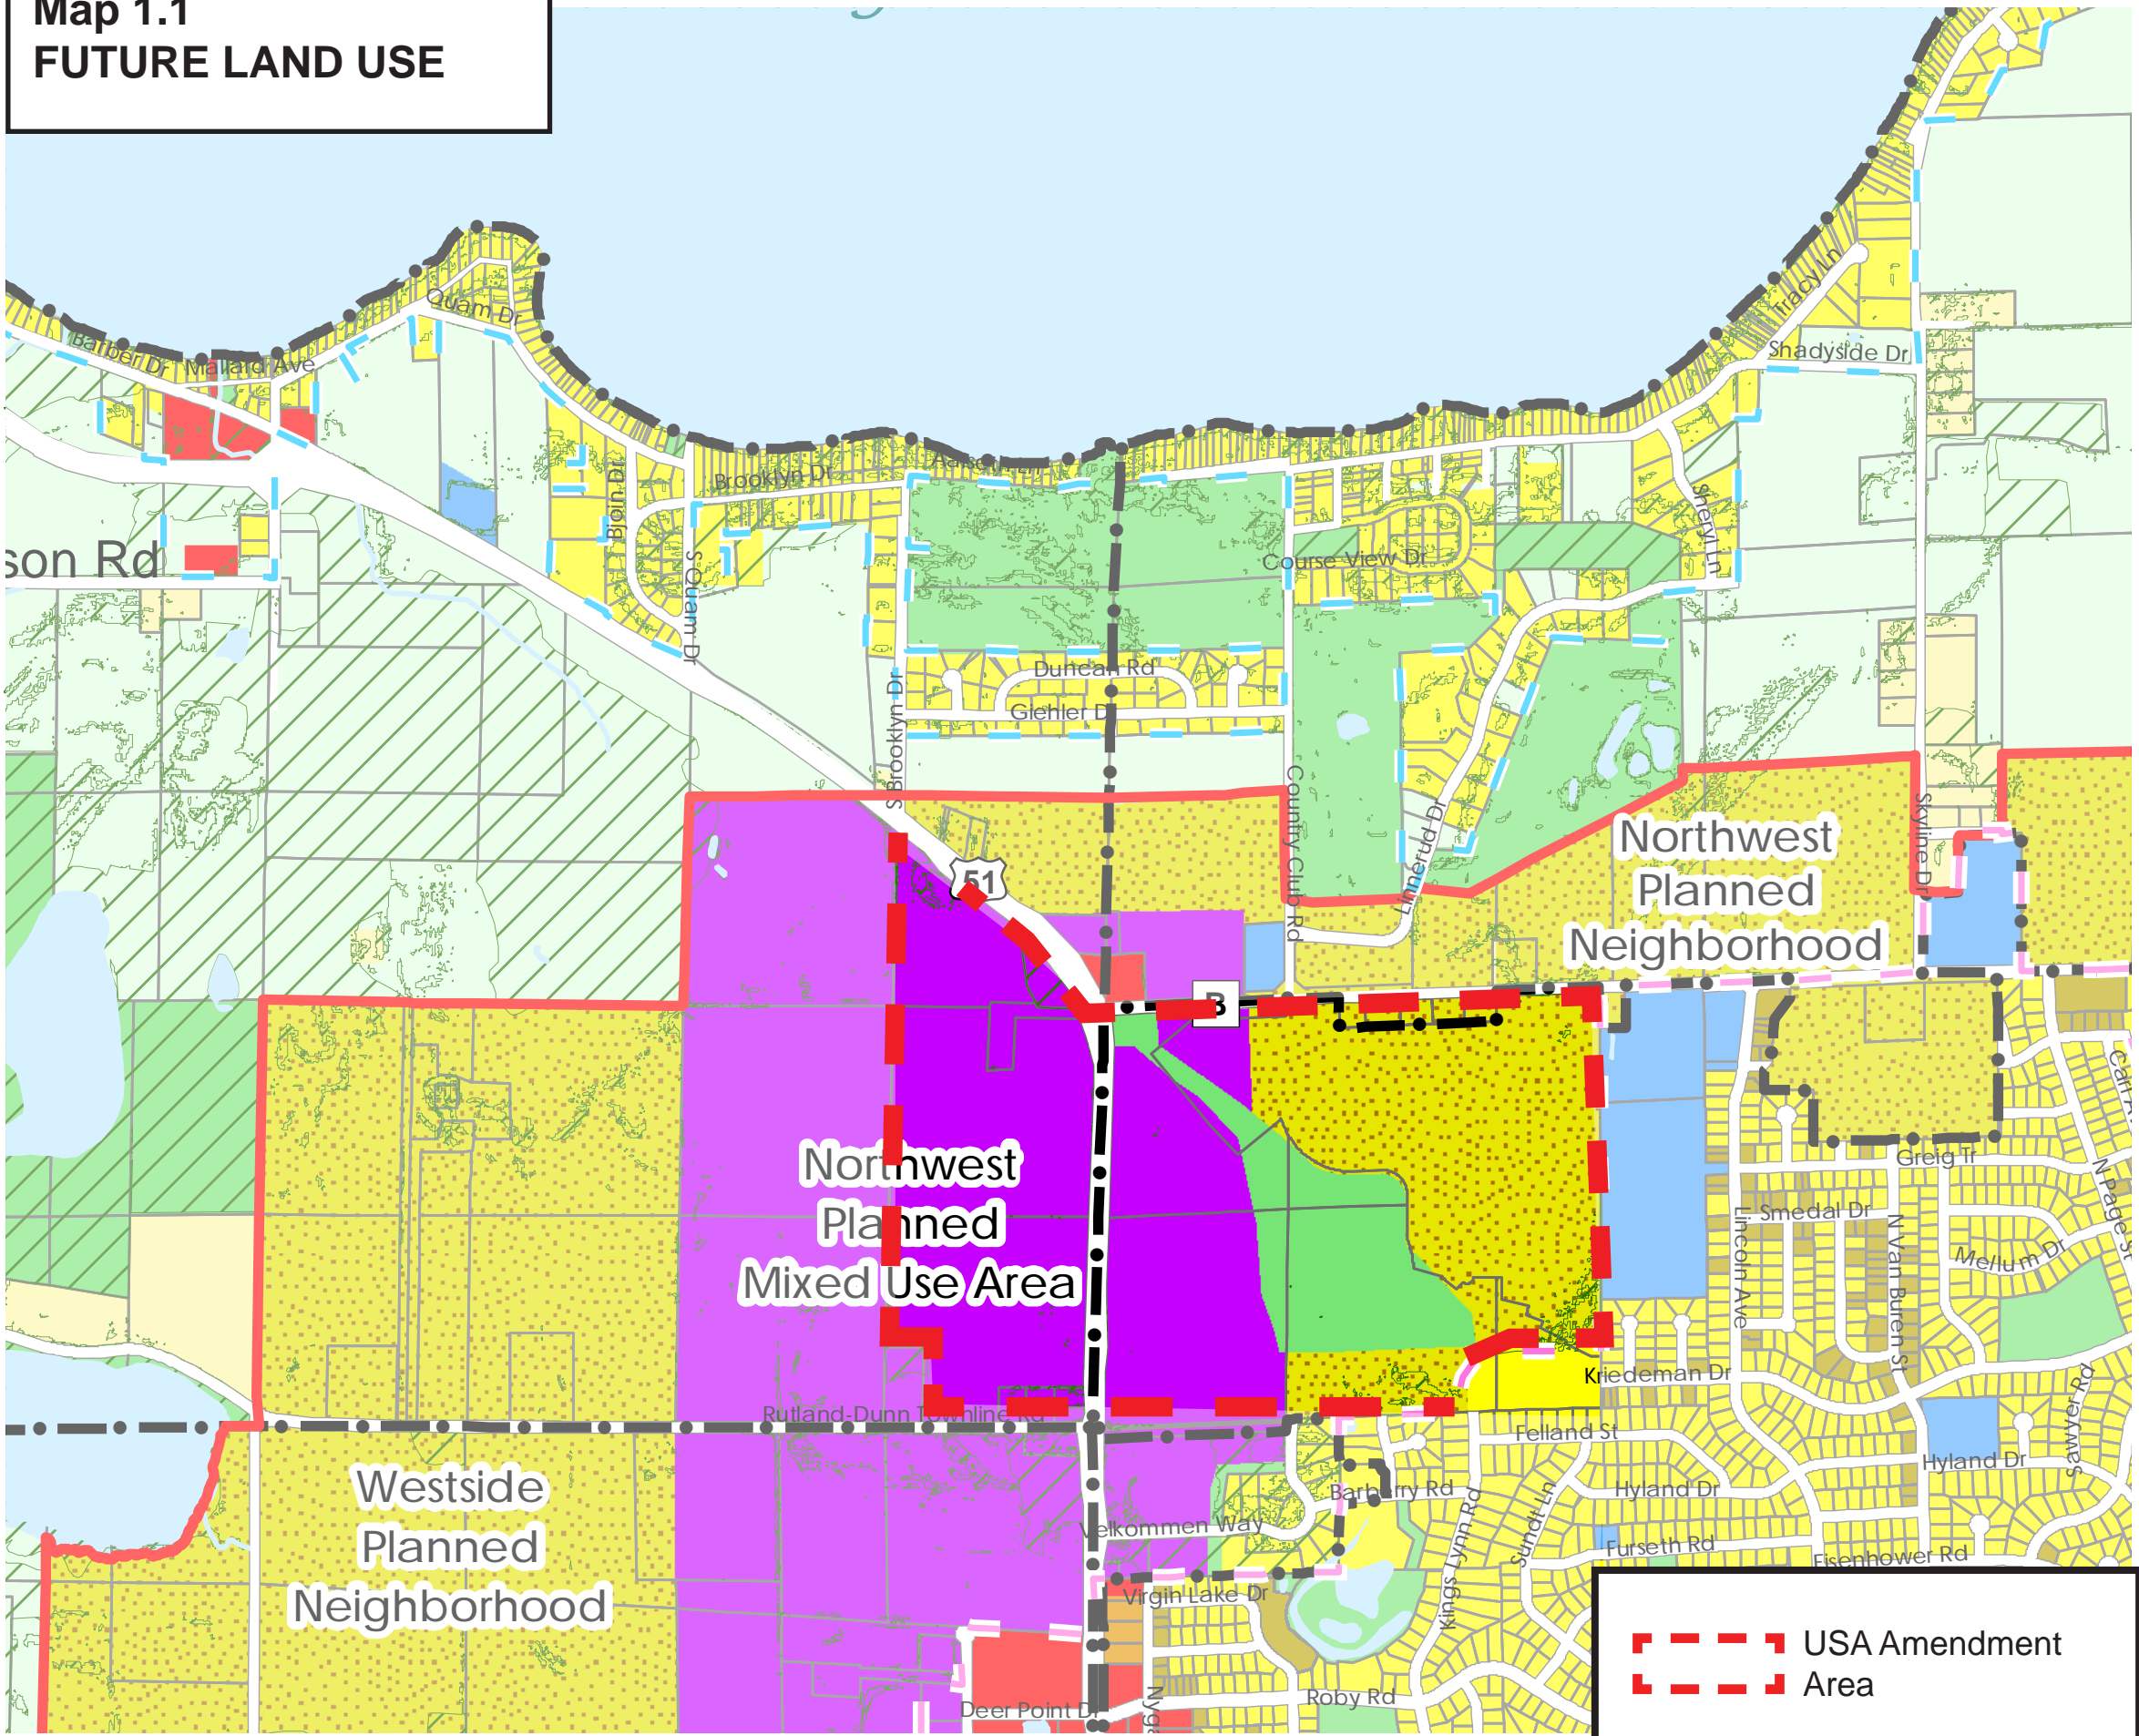 Map 1.1
FUTURE LAND USE
Quam Dr
Barber Dr
Mallard Ave
Tracy Ln
Shadyside Dr
Brooklyn Dr
Bjoin Dr
S Quam Dr
Sheryl Ln
son Rd
Course View Dr
Duncan Rd
Giehler D
S Brooklyn Dr
Country Club Rd
Linnerud Dr
Skyline Dr
51
Northwest
Planned
Neighborhood
B
Northwest
Planned
Mixed Use Area
Greig Tr
Smedal Dr
Lincoln Ave
N Van Buren St
Mellum Dr
N Page S
Kriedeman Dr
Rutland-Dunn Townline Rd
Felland St
Sawyer Rd
Hyland Dr
Westside
Planned
Neighborhood
Barberry Rd
Hyland Dr
Velkommen Way
Kings Lynn Rd
Sundt Ln
Furseth Rd
Eisenhower Rd
Virgin Lake Dr
Roby Rd
Deer Point D
Nyg
USA Amendment
Area